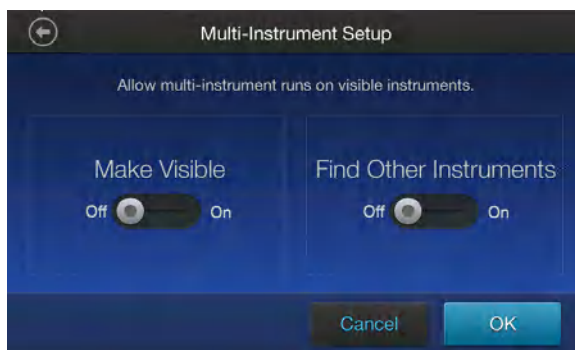 Multi-Instrument Setup
Allow multi-instrument runs on visible instruments.
Make Visible
Off On
Find Other Instruments
Off On
Cancel OK